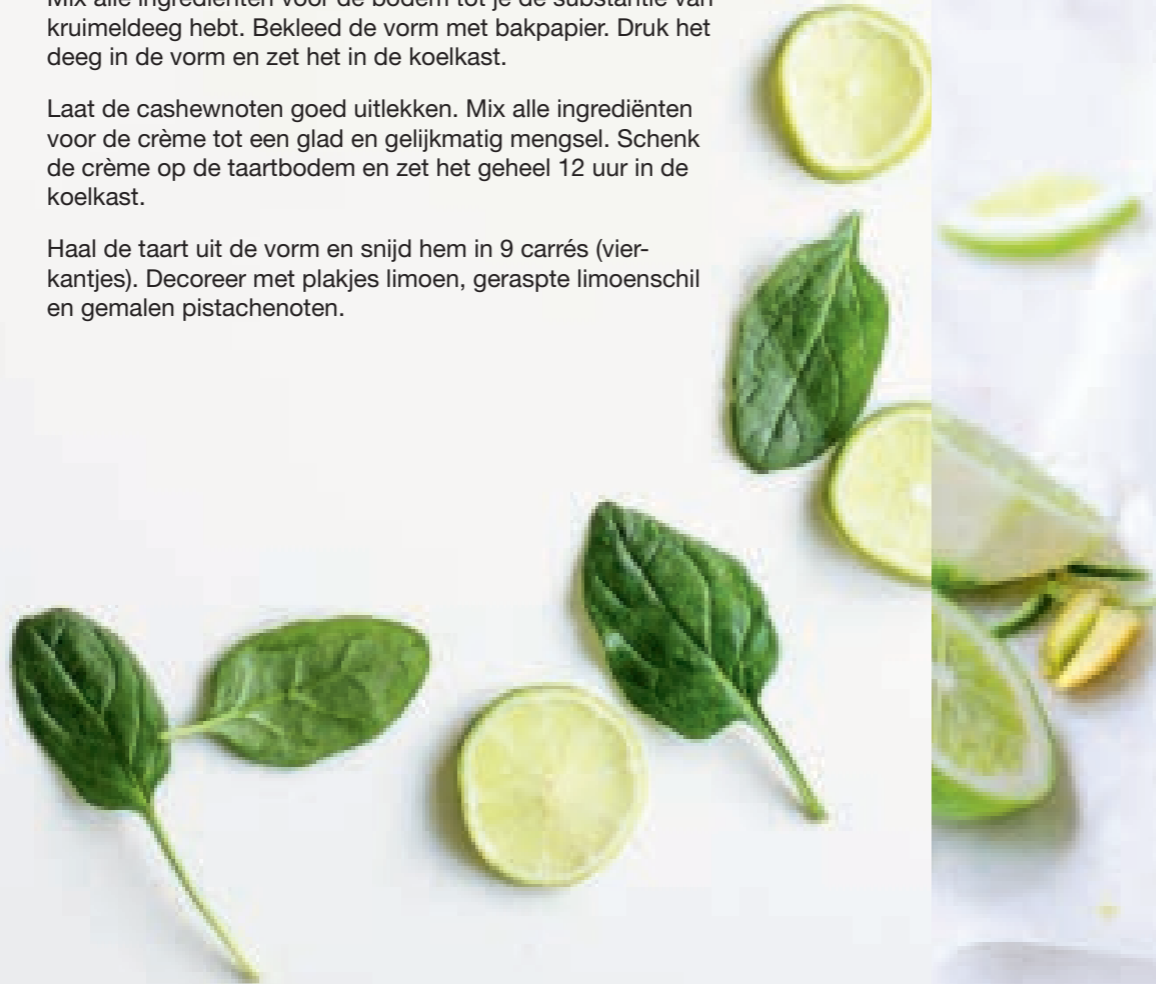 Mix alle ingrediënten voor de bodem tot je de substantie van
kruimeldeeg hebt. Bekleed de vorm met bakpapier. Druk het
deeg in de vorm en zet het in de koelkast.
Laat de cashewnoten goed uitlekken. Mix alle ingrediënten
voor de crème tot een glad en gelijkmatig mengsel. Schenk
de crème op de taartbodem en zet het geheel 12 uur in de
koelkast.
Haal de taart uit de vorm en snijd hem in 9 carrés (vier-
kantjes). Decoreer met plakjes limoen, geraspte limoenschil
en gemalen pistachenoten.